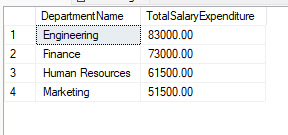 DepartmentName TotalSalaryExpenditure
1 Engineering 83000.00
2 Finance 73000.00
3 Human Resources 61500.00
4 Marketing 51500.00